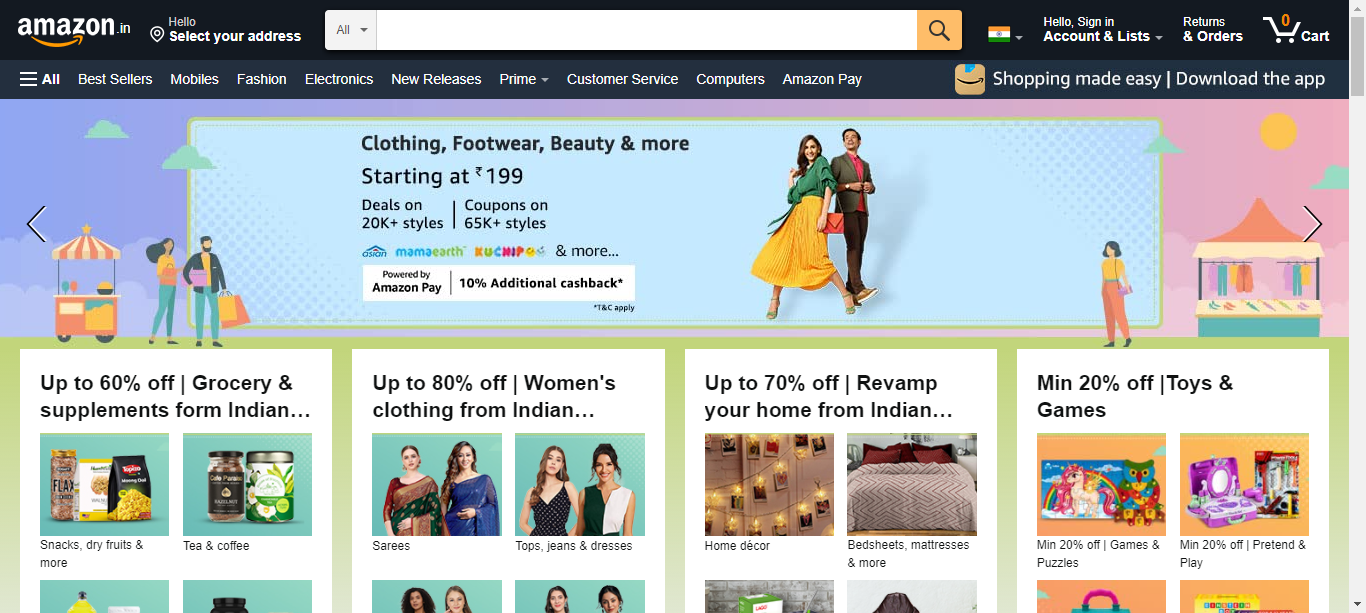 amazon.in
Hello
Select your address
All
Hello, Sign in
Account & Lists
Returns
& Orders
0
Cart
All
Best Sellers
Mobiles
Fashion
Electronics
New Releases
Prime
Customer Service
Computers
Amazon Pay
Shopping made easy | Download the app
Clothing, Footwear, Beauty & more
Starting at ₹199
Deals on
20K+ styles
Coupons on
65K+ styles
asian mamaearth KUCHIPOO & more...
Powered by
Amazon Pay
10% Additional cashback*
*T&C apply
Up to 60% off | Grocery &
supplements form Indian…
Snacks, dry fruits &
more
Tea & coffee
Up to 80% off | Women's
clothing from Indian…
Sarees
Tops, jeans & dresses
Up to 70% off | Revamp
your home from Indian…
Home décor
Bedsheets, mattresses
& more
Min 20% off |Toys &
Games
Min 20% off | Games &
Puzzles
Min 20% off | Pretend &
Play